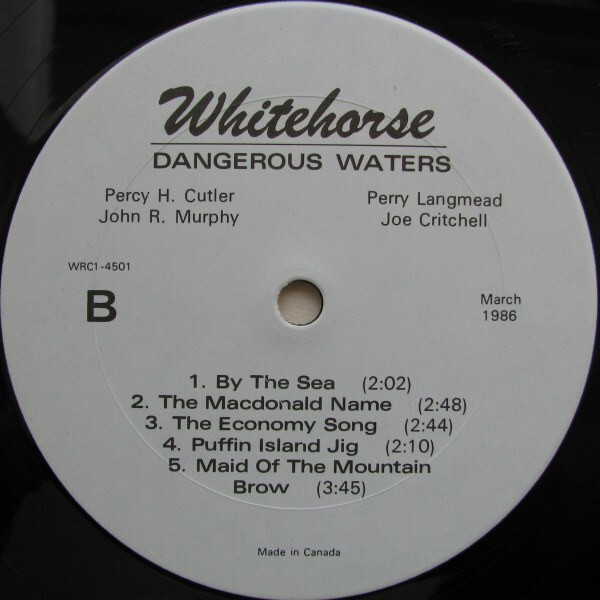 Whitehorse
DANGEROUS WATERS
Percy H. Cutler
John R. Murphy
Perry Langmead
Joe Critchell
WRC1-4501
B
March
1986
1. By The Sea (2:02)
2. The Macdonald Name (2:48)
3. The Economy Song (2:44)
4. Puffin Island Jig (2:10)
5. Maid Of The Mountain
Brow (3:45)
Made in Canada